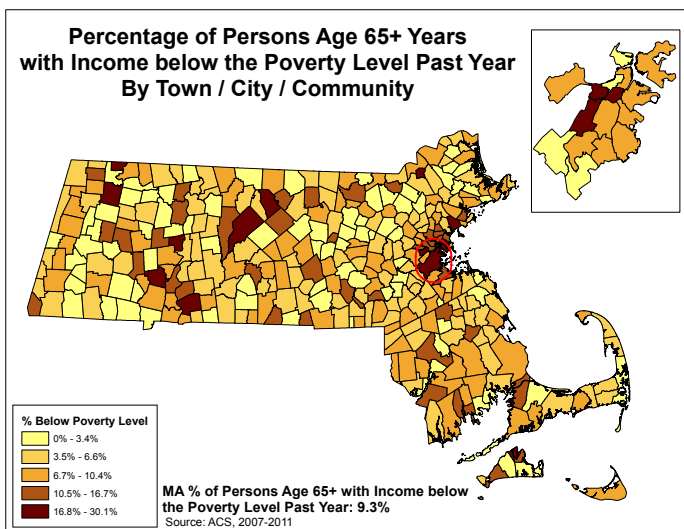 Percentage of Persons Age 65+ Years
with Income below the Poverty Level Past Year
By Town / City / Community
% Below Poverty Level
0% - 3.4%
3.5% - 6.6%
6.7% - 10.4%
10.5% - 16.7%
16.8% - 30.1%
MA % of Persons Age 65+ with Income below
the Poverty Level Past Year: 9.3%
Source: ACS, 2007-2011